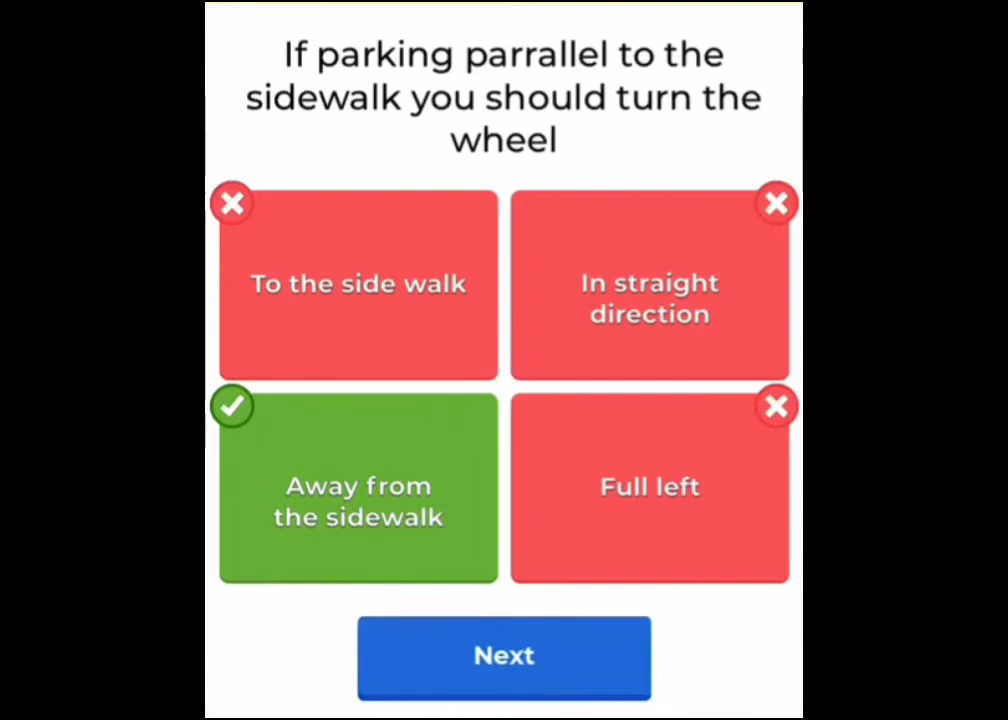 If parking parrallel to the
sidewalk you should turn the
wheel
To the side walk
In straight
direction
Away from
the sidewalk
Full left
Next